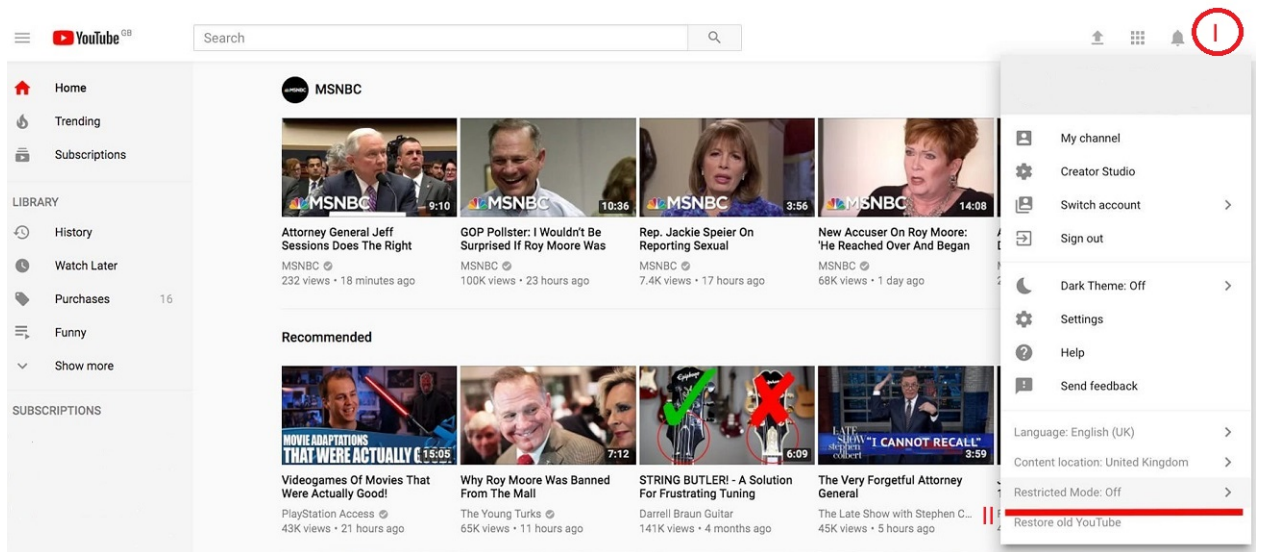 YouTube GB
Search
I
Home
Trending
Subscriptions
LIBRARY
History
Watch Later
Purchases 16
Funny
Show more
SUBSCRIPTIONS
MSNBC
MSNBC 9:10
MSNBC 10:36
MSNBC 3:56
MSNBC 14:08
Attorney General Jeff
Sessions Does The Right
MSNBC
232 views • 18 minutes ago
GOP Pollster: I Wouldn't Be
Surprised If Roy Moore Was
MSNBC
100K views • 23 hours ago
Rep. Jackie Speier On
Reporting Sexual
MSNBC
7.4K views • 17 hours ago
New Accuser On Roy Moore:
'He Reached Over And Began
MSNBC
68K views • 1 day ago
Recommended
MOVIE ADAPTATIONS
THAT WERE ACTUALLY
15:05
7:12
Epiphone
6:09
LATE
SHOW
stephen
colbert
"I CANNOT RECALL"
3:59
Videogames Of Movies That
Were Actually Good!
PlayStation Access
43K views • 21 hours ago
Why Roy Moore Was Banned
From The Mall
The Young Turks
65K views • 11 hours ago
STRING BUTLER! - A Solution
For Frustrating Tuning
Darrell Braun Guitar
141K views • 4 months ago
The Very Forgetful Attorney
General
The Late Show with Stephen C...
45K views • 5 hours ago
II
My channel
Creator Studio
Switch account
Sign out
Dark Theme: Off
Settings
Help
Send feedback
Language: English (UK)
Content location: United Kingdom
Restricted Mode: Off
Restore old YouTube